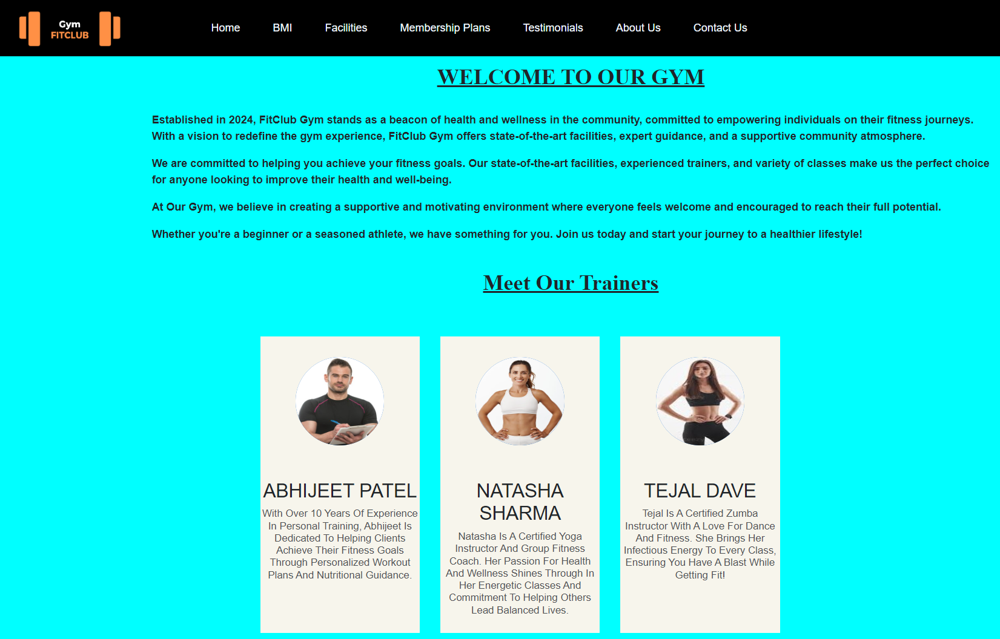 Gym
FITCLUB
Home BMI Facilities Membership Plans Testimonials About Us Contact Us
WELCOME TO OUR GYM
Established in 2024, FitClub Gym stands as a beacon of health and wellness in the community, committed to empowering individuals on their fitness journeys.
With a vision to redefine the gym experience, FitClub Gym offers state-of-the-art facilities, expert guidance, and a supportive community atmosphere.
We are committed to helping you achieve your fitness goals. Our state-of-the-art facilities, experienced trainers, and variety of classes make us the perfect choice
for anyone looking to improve their health and well-being.
At Our Gym, we believe in creating a supportive and motivating environment where everyone feels welcome and encouraged to reach their full potential.
Whether you're a beginner or a seasoned athlete, we have something for you. Join us today and start your journey to a healthier lifestyle!
Meet Our Trainers
ABHIJEET PATEL
With Over 10 Years Of Experience
In Personal Training, Abhijeet Is
Dedicated To Helping Clients
Achieve Their Fitness Goals
Through Personalized Workout
Plans And Nutritional Guidance.
NATASHA
SHARMA
Natasha Is A Certified Yoga
Instructor And Group Fitness
Coach. Her Passion For Health
And Wellness Shines Through In
Her Energetic Classes And
Commitment To Helping Others
Lead Balanced Lives.
TEJAL DAVE
Tejal Is A Certified Zumba
Instructor With A Love For Dance
And Fitness. She Brings Her
Infectious Energy To Every Class,
Ensuring You Have A Blast While
Getting Fit!